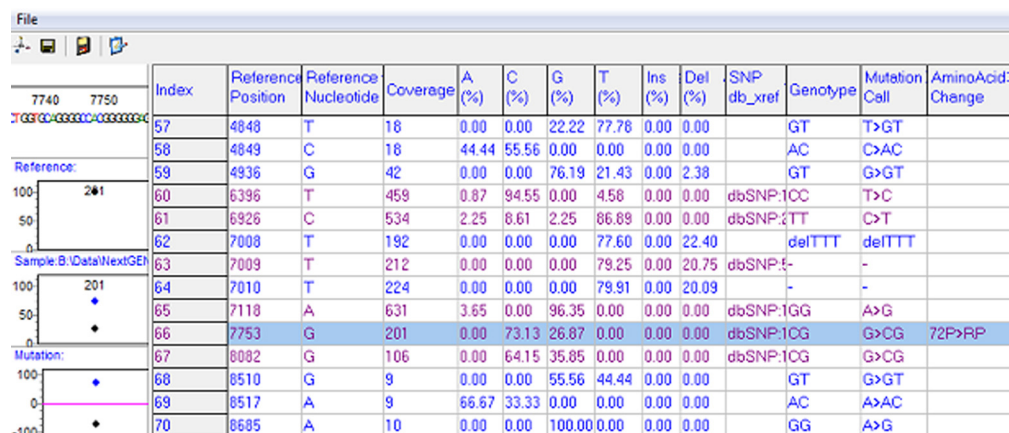 File
7740 7750
Reference:
100
201
50
0
Sample:B:\Data\NextGEN
100
201
50
0
Mutation:
100
0
-100
Index Reference Position Reference Nucleotide Coverage A (%) C (%) G (%) T (%) Ins (%) Del (%) SNP db_xref Genotype Mutation Call AminoAcid Change
57 4848 T 18 0.00 0.00 22.22 77.78 0.00 0.00 GT T>GT
58 4849 C 18 44.44 55.56 0.00 0.00 0.00 0.00 AC C>AC
59 4936 G 42 0.00 0.00 76.19 21.43 0.00 2.38 GT G>GT
60 6396 T 459 0.87 94.55 0.00 4.58 0.00 0.00 dbSNP:1 CC T>C
61 6926 C 534 2.25 8.61 2.25 86.89 0.00 0.00 dbSNP:2 TT C>T
62 7008 T 192 0.00 0.00 0.00 77.60 0.00 22.40 delTTT delTTT
63 7009 T 212 0.00 0.00 0.00 79.25 0.00 20.75 dbSNP:5 - -
64 7010 T 224 0.00 0.00 0.00 79.91 0.00 20.09 - -
65 7118 A 631 3.65 0.00 96.35 0.00 0.00 0.00 dbSNP:1 GG A>G
66 7753 G 201 0.00 73.13 26.87 0.00 0.00 0.00 dbSNP:1 CG G>CG 72P>RP
67 8082 G 106 0.00 64.15 35.85 0.00 0.00 0.00 dbSNP:1 CG G>CG
68 8510 G 9 0.00 0.00 55.56 44.44 0.00 0.00 GT G>GT
69 8517 A 9 66.67 33.33 0.00 0.00 0.00 0.00 AC A>AC
70 8685 A 10 0.00 0.00 100.00 0.00 0.00 0.00 GG A>G